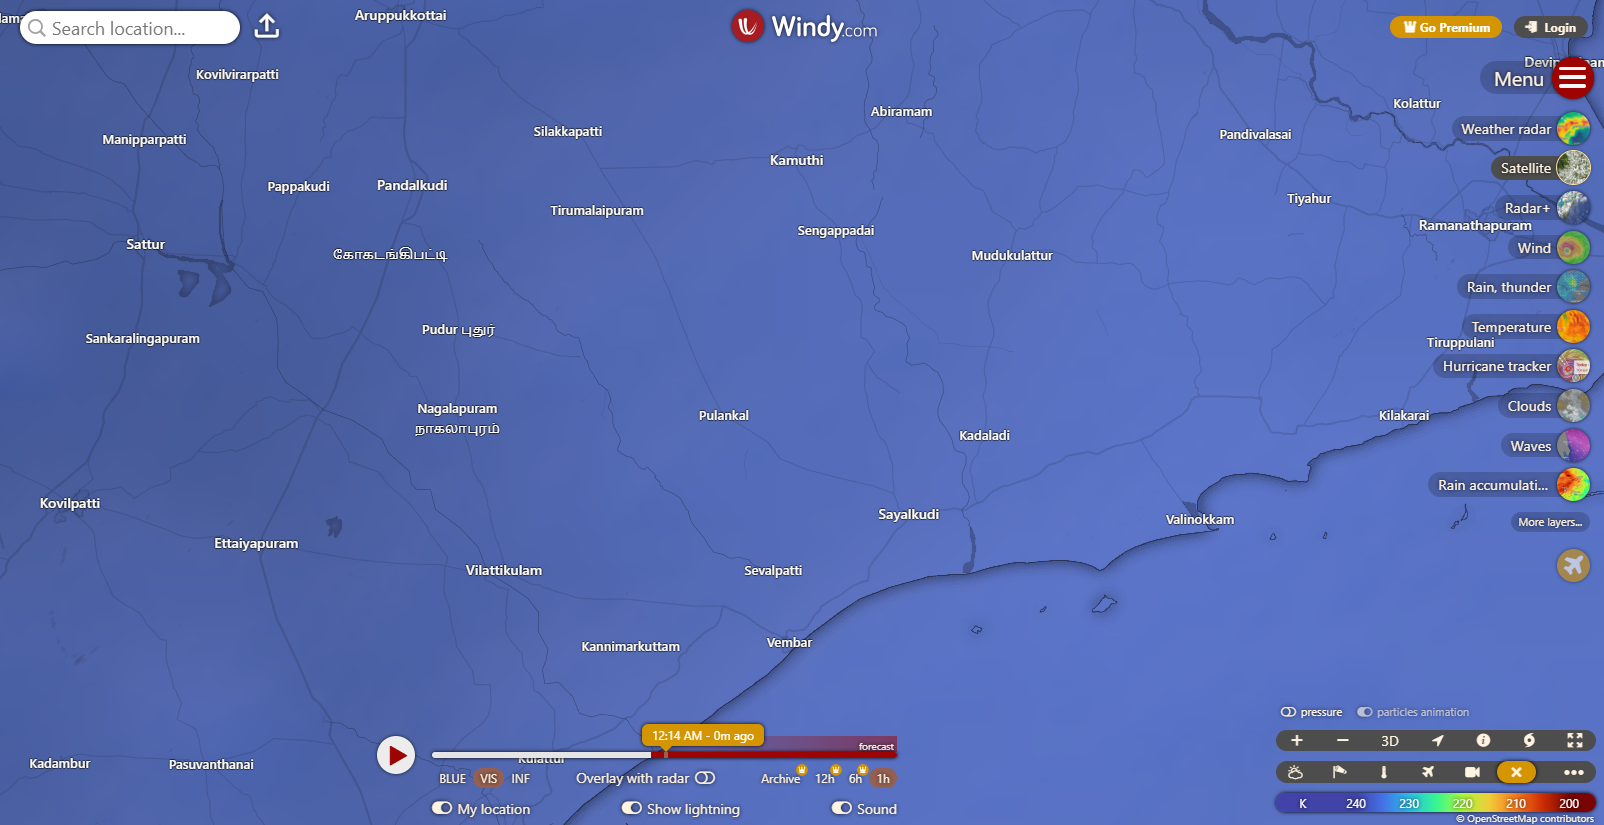 Aruppukkottai
Search location...
Windy.com
Go Premium
Login
Kovilvirarpatti
Menu
Kolattur
Abiramam
Silakkapatti
Pandivalasai
Weather radar
Manipparpatti
Kamuthi
Satellite
Pappakudi
Pandalkudi
Tiyahur
Radar+
Tirumalaipuram
Ramanathapuram
Sengappadai
Sattur
Wind
கோகடங்கிபட்டி
Mudukulattur
Rain, thunder
Pudur புதுர்
Temperature
Sankaralingapuram
Tiruppulani
Hurricane tracker
Nagalapuram
நாகலாபுரம்
Clouds
Pulankal
Kilakarai
Kadaladi
Waves
Rain accumulati...
Kovilpatti
Sayalkudi
Valinokkam
More layers...
Ettaiyapuram
Vilattikulam
Sevalpatti
Kannimarkuttam
Vembar
pressure
particles animation
12:14 AM - 0m ago
forecast
3D
Kadambur
Pasuvanthanai
Kulattur
BLUE
VIS
INF
Overlay with radar
Archive
12h
6h
1h
My location
Show lightning
Sound
K
240
230
220
210
200
© OpenStreetMap contributors